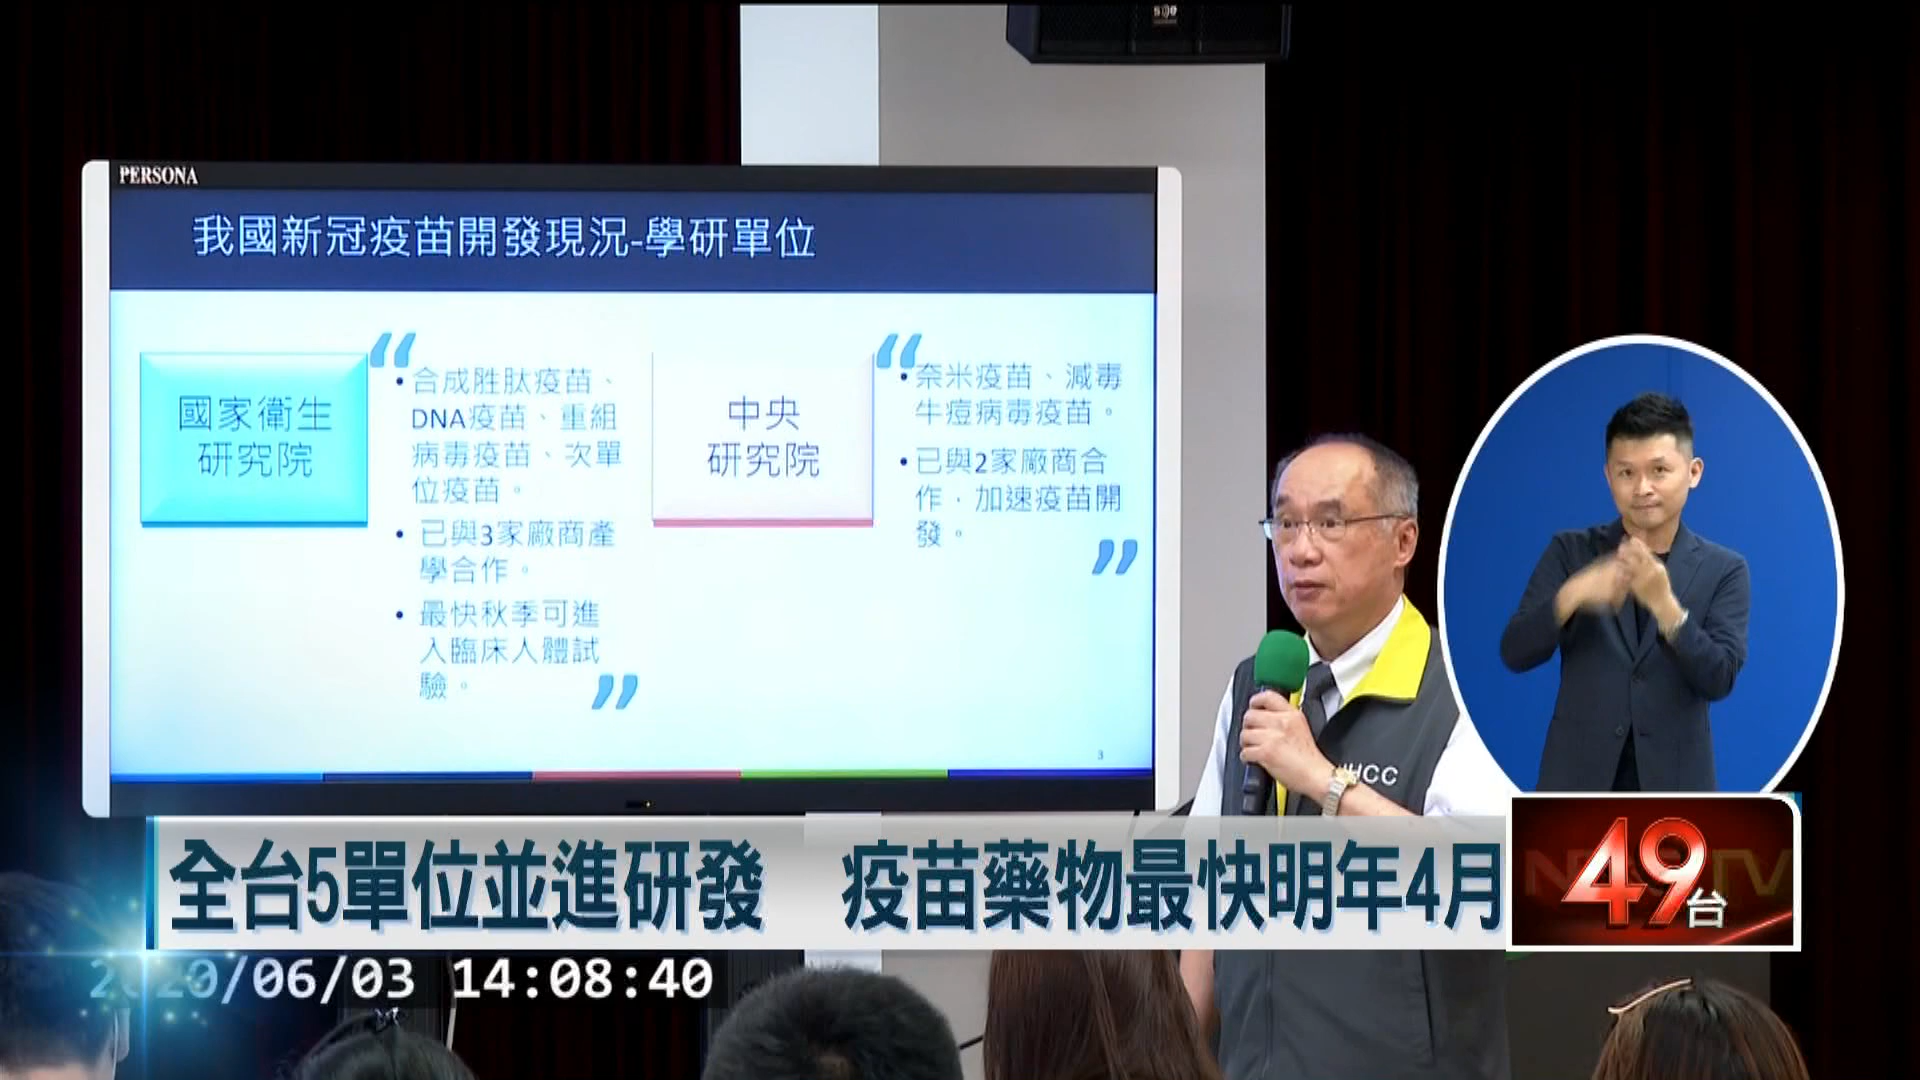 PERSONA
我國新冠疫苗開發現況-學研單位
國家衛生
研究院
• 合成胜肽疫苗、
DNA疫苗、重組
病毒疫苗、次單
位疫苗。
• 已與3家廠商產
學合作。
• 最快秋季可進
入臨床人體試
驗。
中央
研究院
• 奈米疫苗、減毒
牛痘病毒疫苗。
• 已與2家廠商合
作，加速疫苗開
發。
3
HCC
全台5單位並進研發 疫苗藥物最快明年4月
49台
2020/06/03 14:08:40